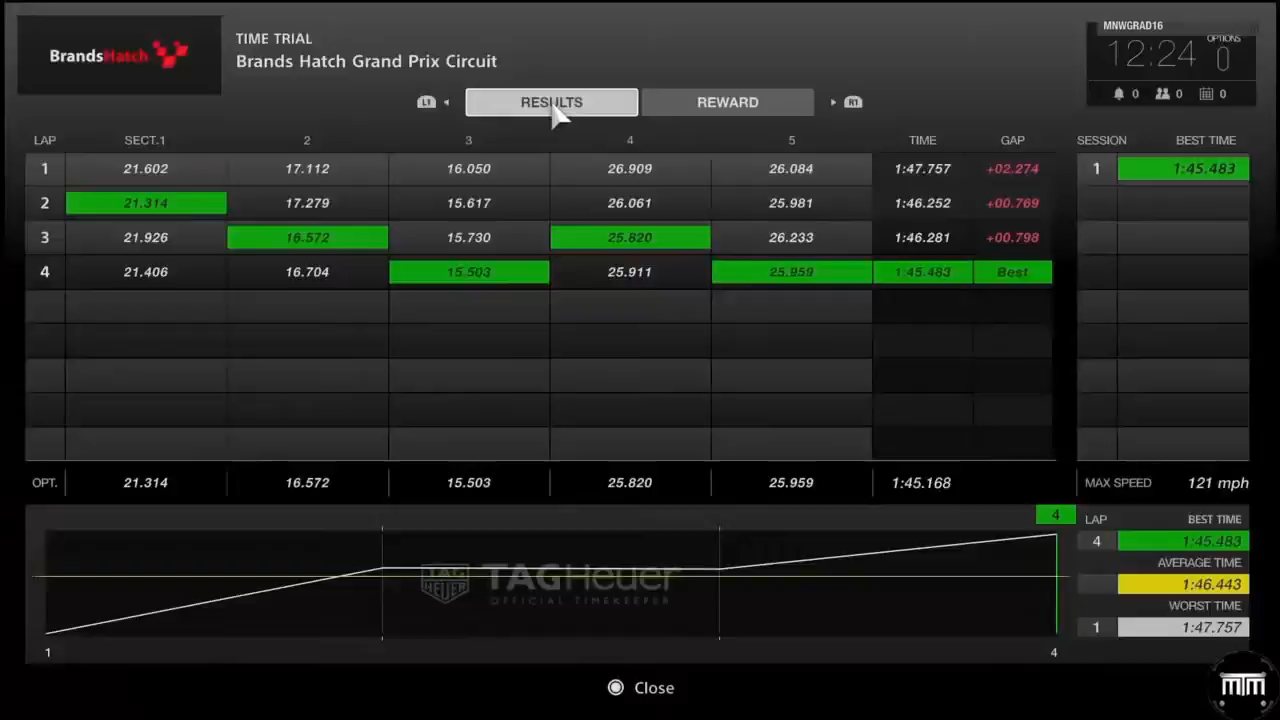 BrandsHatch
TIME TRIAL
Brands Hatch Grand Prix Circuit
MNWGRAD16
12:24
OPTIONS
0
0 0 0
L1 RESULTS REWARD R1
LAP SECT.1 2 3 4 5 TIME GAP
1 21.602 17.112 16.050 26.909 26.084 1:47.757 +02.274
2 21.314 17.279 15.617 26.061 25.981 1:46.252 +00.769
3 21.926 16.572 15.730 25.820 26.233 1:46.281 +00.798
4 21.406 16.704 15.503 25.911 25.959 1:45.483 Best
OPT. 21.314 16.572 15.503 25.820 25.959 1:45.168
SESSION BEST TIME
1 1:45.483
MAX SPEED 121 mph
4
TAG HEUER
TAGHeuer
OFFICIAL TIMEKEEPER
1 4
LAP BEST TIME
4 1:45.483
AVERAGE TIME
1:46.443
WORST TIME
1 1:47.757
Close
MTM